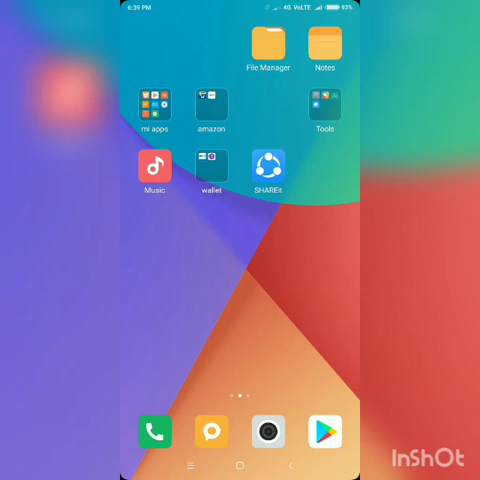 6:39 PM
4G VoLTE 93%
File Manager
Notes
mi apps
amazon
Tools
Music
wallet
SHAREit
InShOt